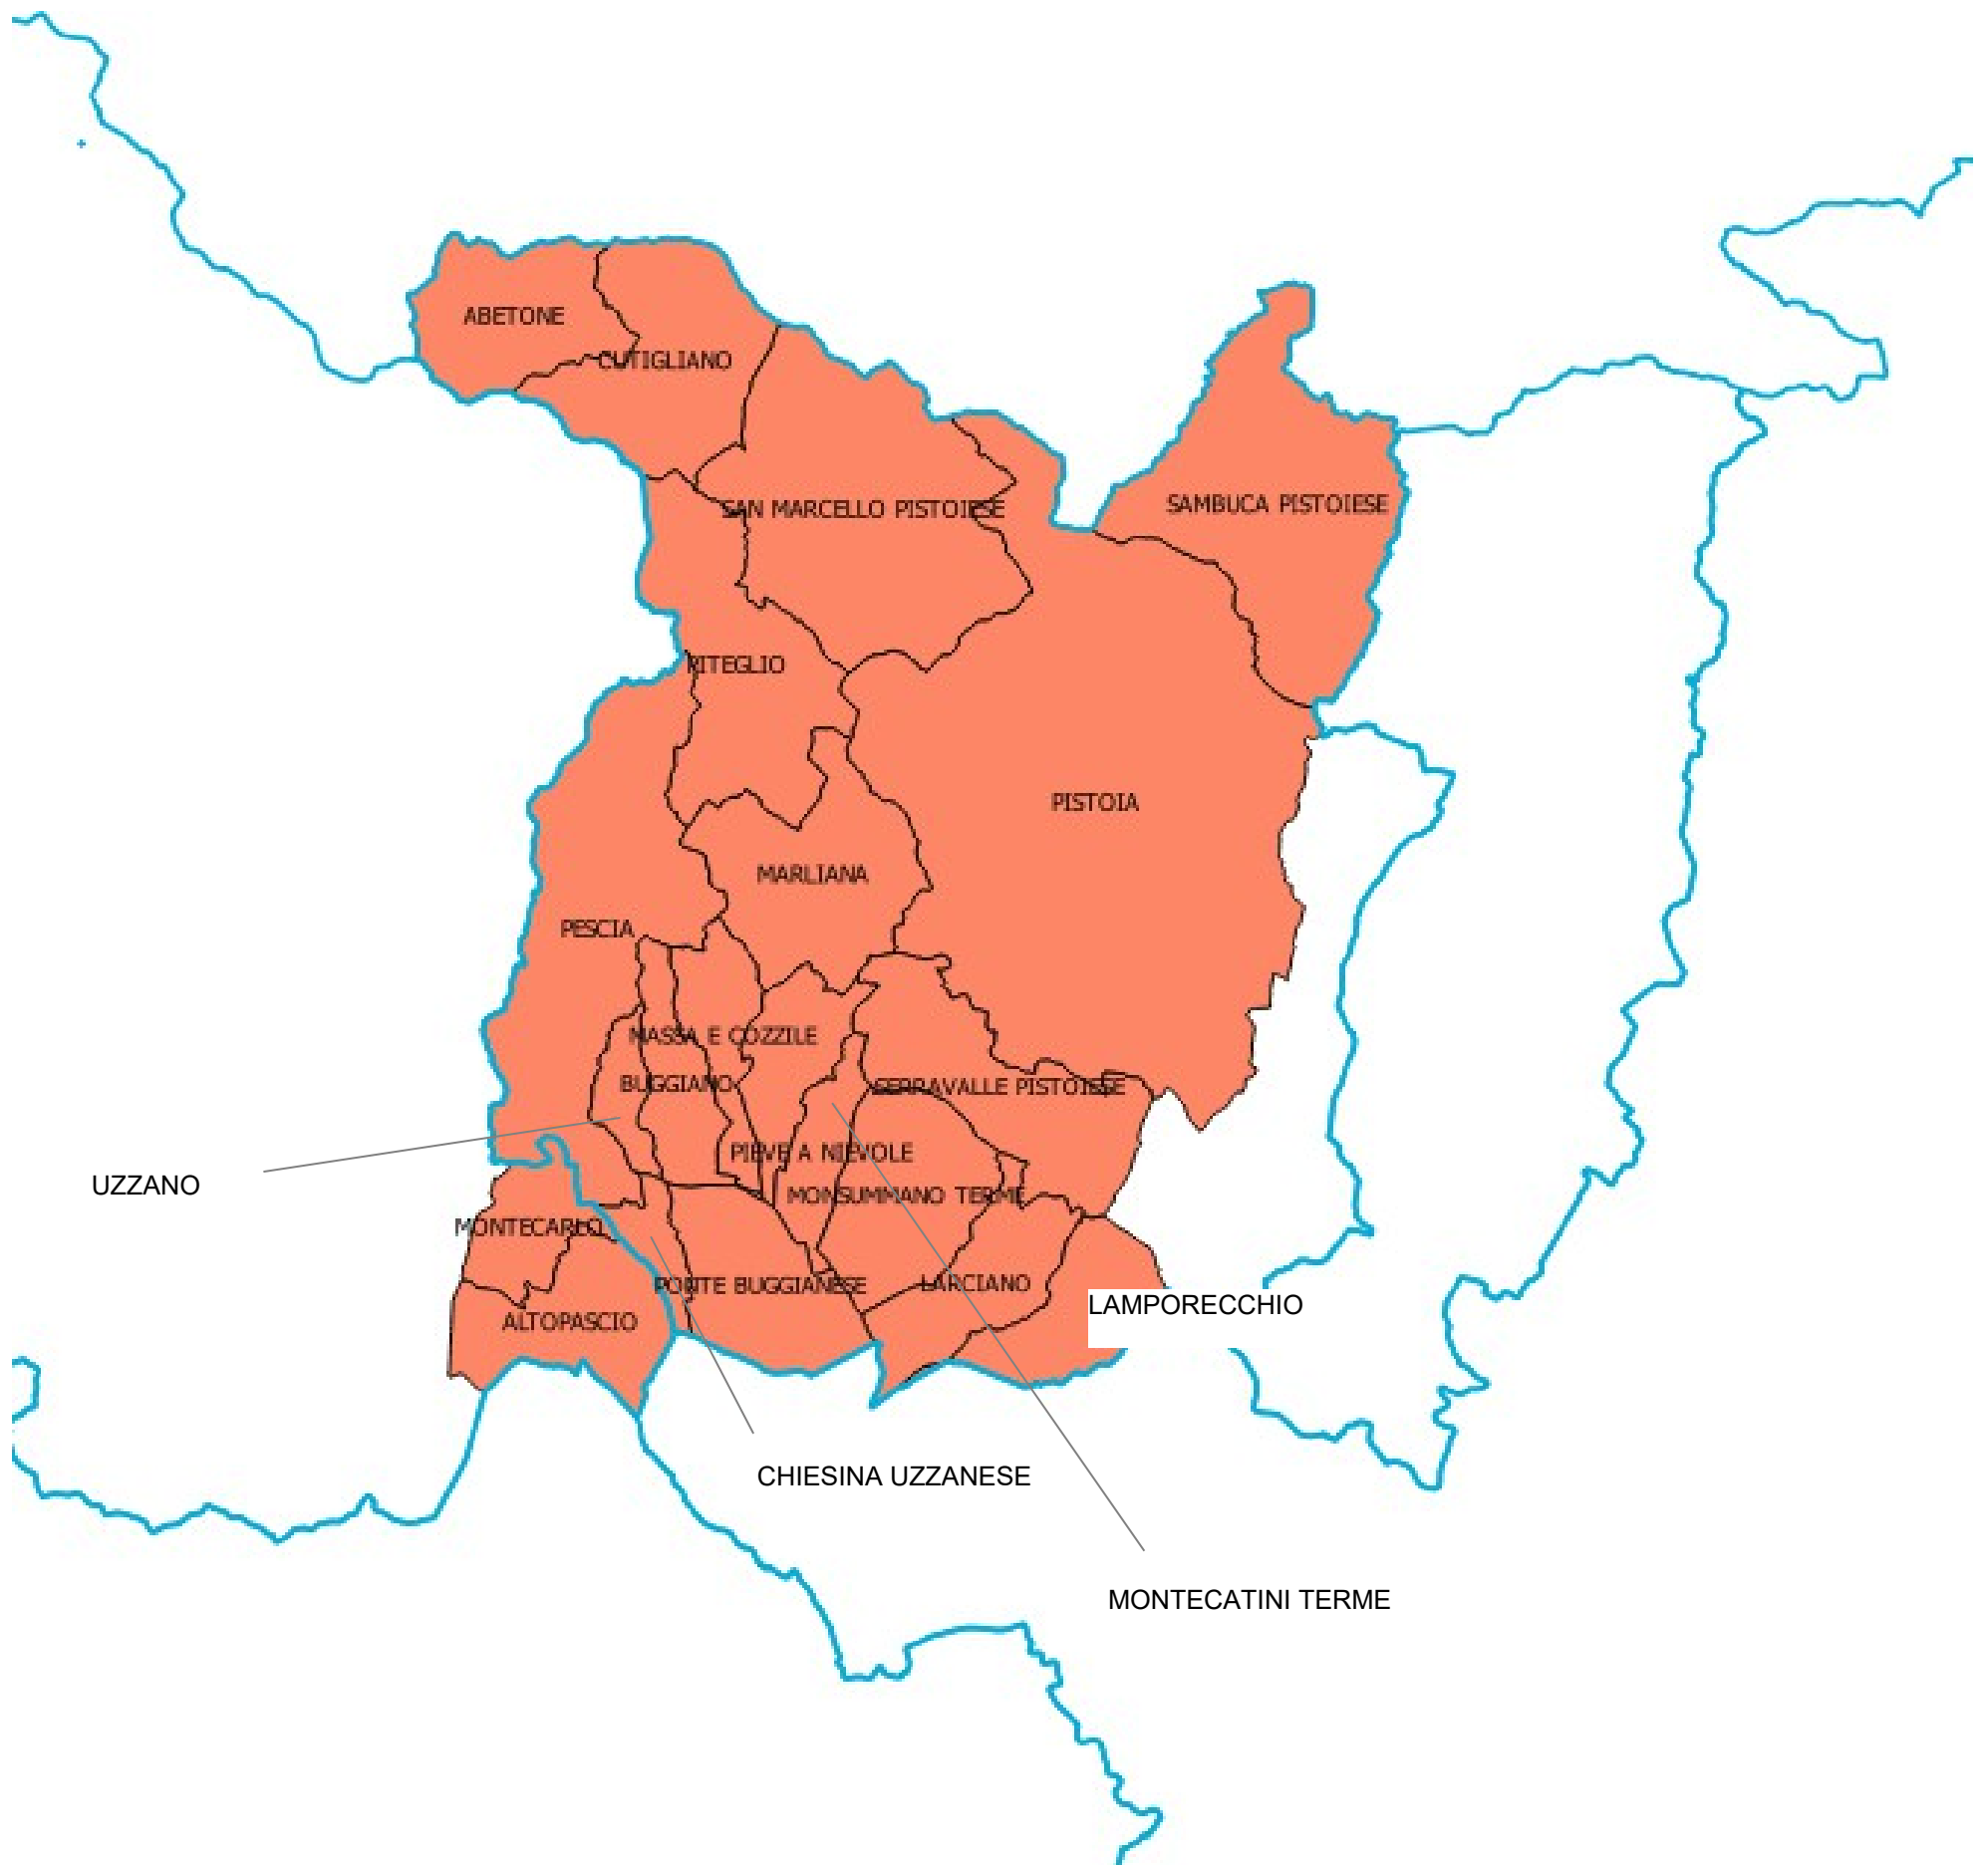 ABETONE
CUTIGLIANO
SAN MARCELLO PISTOIESE
SAMBUCA PISTOIESE
PITEGLIO
PISTOIA
MARLIANA
PESCIA
MASSA E COZZILE
BUGGIANO
SERRAVALLE PISTOIESE
PIEVE A NIEVOLE
UZZANO
MONSUMMANO TERME
MONTECARLO
PONTE BUGGIANESE
LARCIANO
LAMPORECCHIO
ALTOPASCIO
CHIESINA UZZANESE
MONTECATINI TERME